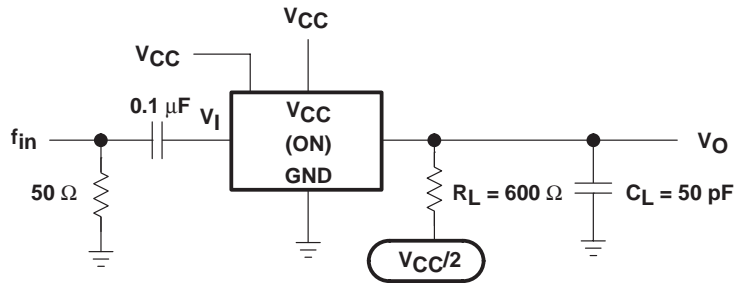 VCC
VCC
0.1 μF
VI
VCC
(ON)
GND
fin
VO
50 Ω
RL = 600 Ω
CL = 50 pF
VCC/2